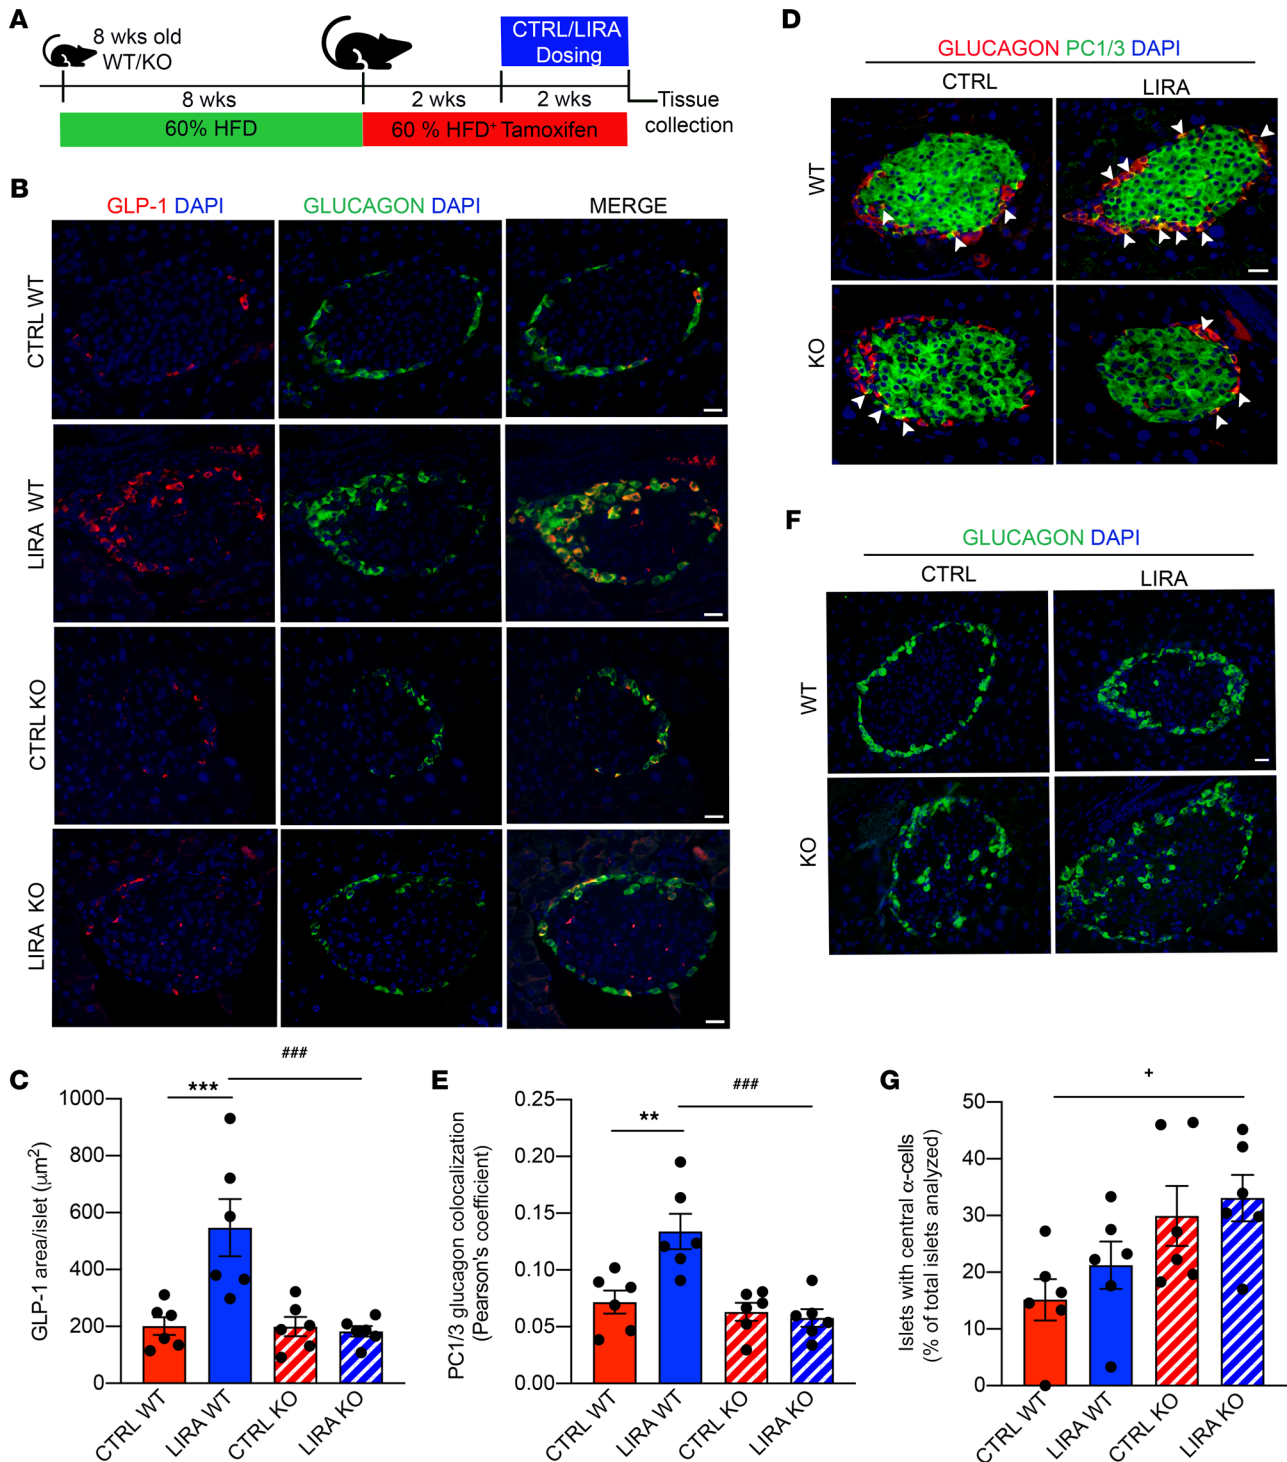 A
8 wks old
WT/KO
CTRL/LIRA
Dosing
8 wks
2 wks
2 wks
Tissue
collection
60% HFD
60 % HFD+ Tamoxifen
B
GLP-1 DAPI
GLUCAGON DAPI
MERGE
CTRL WT
LIRA WT
CTRL KO
LIRA KO
C
###
***
GLP-1 area/islet (μm²)
1000
800
600
400
200
0
CTRL WT
LIRA WT
CTRL KO
LIRA KO
D
GLUCAGON PC1/3 DAPI
CTRL
LIRA
WT
KO
E
###
**
PC1/3 glucagon colocalization
(Pearson's coefficient)
0.25
0.20
0.15
0.10
0.05
0.00
CTRL WT
LIRA WT
CTRL KO
LIRA KO
F
GLUCAGON DAPI
CTRL
LIRA
WT
KO
G
+
Islets with central α-cells
(% of total islets analyzed)
50
40
30
20
10
0
CTRL WT
LIRA WT
CTRL KO
LIRA KO